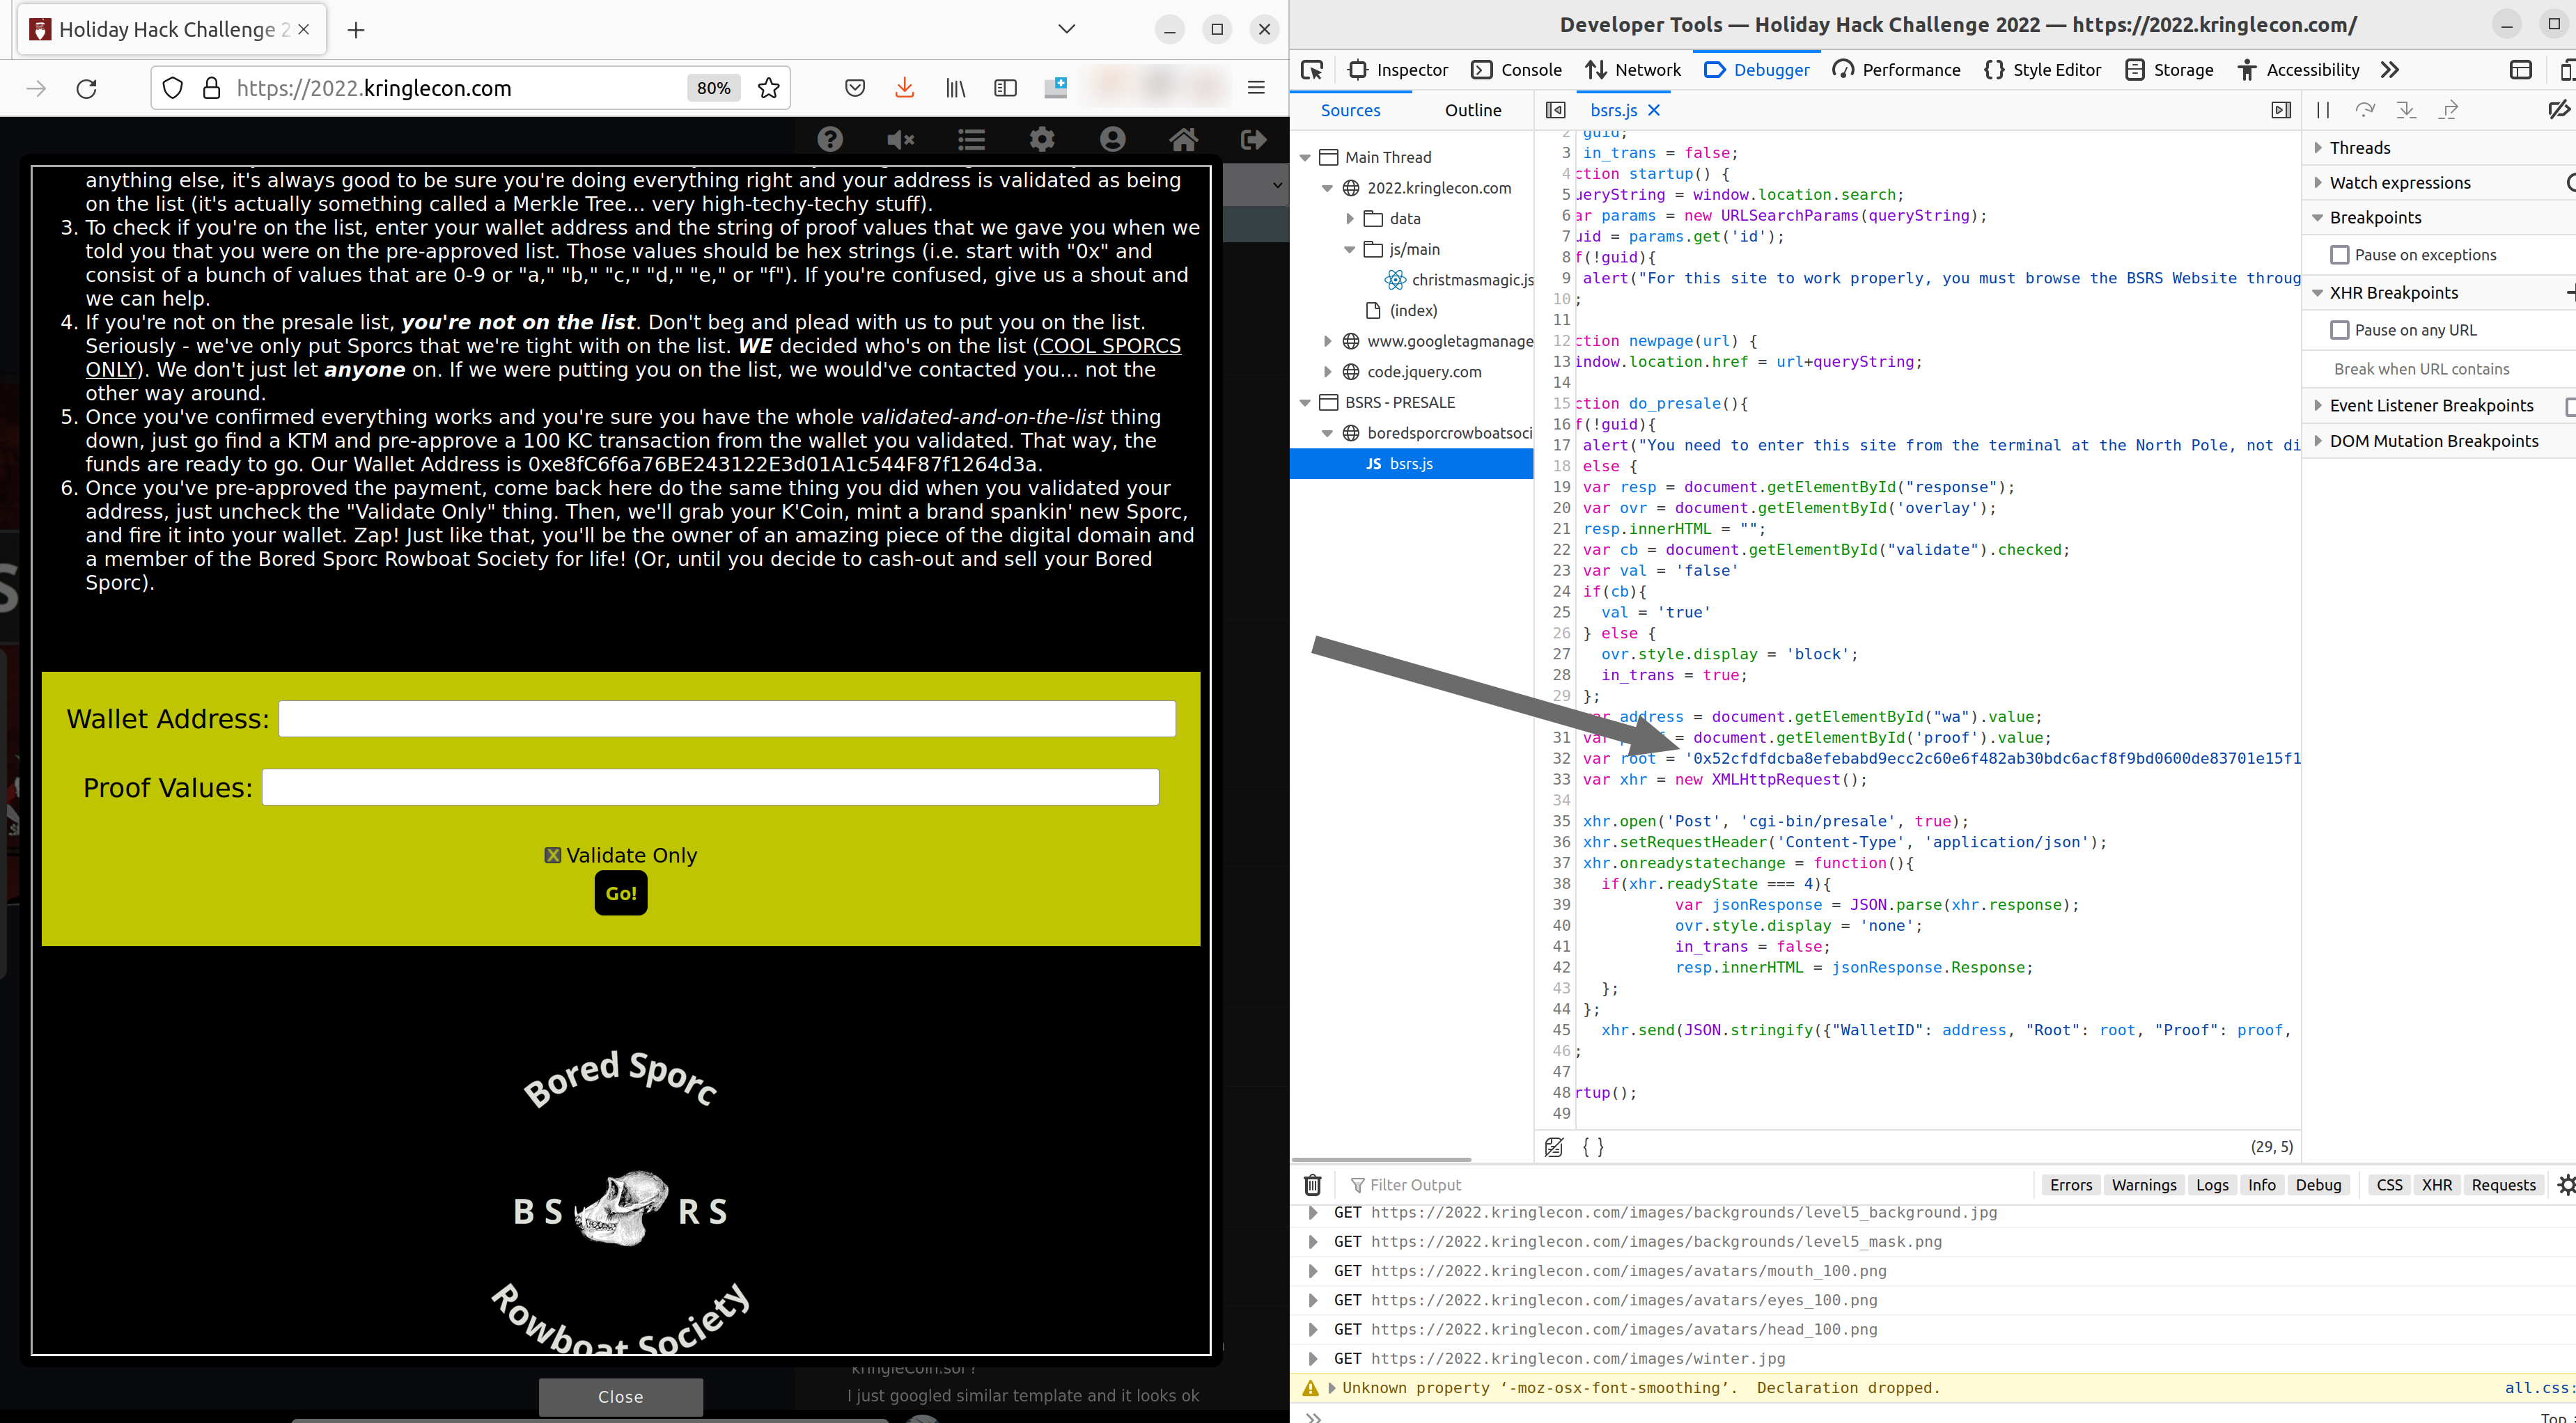 Holiday Hack Challenge 2
https://2022.kringlecon.com
80%
anything else, it's always good to be sure you're doing everything right and your address is validated as being
on the list (it's actually something called a Merkle Tree... very high-techy-techy stuff).
3. To check if you're on the list, enter your wallet address and the string of proof values that we gave you when we
told you that you were on the pre-approved list. Those values should be hex strings (i.e. start with "0x" and
consist of a bunch of values that are 0-9 or "a," "b," "c," "d," "e," or "f"). If you're confused, give us a shout and
we can help.
4. If you're not on the presale list, you're not on the list. Don't beg and plead with us to put you on the list.
Seriously - we've only put Sporcs that we're tight with on the list. WE decided who's on the list (COOL SPORCS
ONLY). We don't just let anyone on. If we were putting you on the list, we would've contacted you... not the
other way around.
5. Once you've confirmed everything works and you're sure you have the whole validated-and-on-the-list thing
down, just go find a KTM and pre-approve a 100 KC transaction from the wallet you validated. That way, the
funds are ready to go. Our Wallet Address is 0xe8fC6f6a76BE243122E3d01A1c544F87f1264d3a.
6. Once you've pre-approved the payment, come back here do the same thing you did when you validated your
address, just uncheck the "Validate Only" thing. Then, we'll grab your K'Coin, mint a brand spankin' new Sporc,
and fire it into your wallet. Zap! Just like that, you'll be the owner of an amazing piece of the digital domain and
a member of the Bored Sporc Rowboat Society for life! (Or, until you decide to cash-out and sell your Bored
Sporc).
Wallet Address:
Proof Values:
X Validate Only
Go!
Bored Sporc
B S R S
Rowboat Society
kringleCoin.sol ?
I just googled similar template and it looks ok
Close
Developer Tools — Holiday Hack Challenge 2022 — https://2022.kringlecon.com/
Inspector Console Network Debugger Performance Style Editor Storage Accessibility
Sources Outline
Main Thread
2022.kringlecon.com
data
js/main
christmasmagic.js
(index)
www.googletagmanage
code.jquery.com
BSRS - PRESALE
boredsporcrowboatsoci
JS bsrs.js
bsrs.js
2 guid;
3 in_trans = false;
4 ction startup() {
5 ueryString = window.location.search;
6 ar params = new URLSearchParams(queryString);
7 uid = params.get('id');
8 f(!guid){
9 alert("For this site to work properly, you must browse the BSRS Website throug
10 ;
11
12 ction newpage(url) {
13 indow.location.href = url+queryString;
14
15 ction do_presale(){
16 f(!guid){
17 alert("You need to enter this site from the terminal at the North Pole, not di
18 else {
19 var resp = document.getElementById("response");
20 var ovr = document.getElementById('overlay');
21 resp.innerHTML = "";
22 var cb = document.getElementById("validate").checked;
23 var val = 'false'
24 if(cb){
25 val = 'true'
26 } else {
27 ovr.style.display = 'block';
28 in_trans = true;
29 };
address = document.getElementById("wa").value;
31 = document.getElementById('proof').value;
32 var root = '0x52cfdfdcba8efebabd9ecc2c60e6f482ab30bdc6acf8f9bd0600de83701e15f1
33 var xhr = new XMLHttpRequest();
34
35 xhr.open('Post', 'cgi-bin/presale', true);
36 xhr.setRequestHeader('Content-Type', 'application/json');
37 xhr.onreadystatechange = function(){
38 if(xhr.readyState === 4){
39 var jsonResponse = JSON.parse(xhr.response);
40 ovr.style.display = 'none';
41 in_trans = false;
42 resp.innerHTML = jsonResponse.Response;
43 };
44 };
45 xhr.send(JSON.stringify({"WalletID": address, "Root": root, "Proof": proof,
46 ;
47
48 rtup();
49
{ } (29, 5)
Threads
Watch expressions
Breakpoints
Pause on exceptions
XHR Breakpoints
Pause on any URL
Break when URL contains
Event Listener Breakpoints
DOM Mutation Breakpoints
Filter Output Errors Warnings Logs Info Debug CSS XHR Requests
GET https://2022.kringlecon.com/images/backgrounds/level5_background.jpg
GET https://2022.kringlecon.com/images/backgrounds/level5_mask.png
GET https://2022.kringlecon.com/images/avatars/mouth_100.png
GET https://2022.kringlecon.com/images/avatars/eyes_100.png
GET https://2022.kringlecon.com/images/avatars/head_100.png
GET https://2022.kringlecon.com/images/winter.jpg
Unknown property ‘-moz-osx-font-smoothing’. Declaration dropped. all.css:
Top